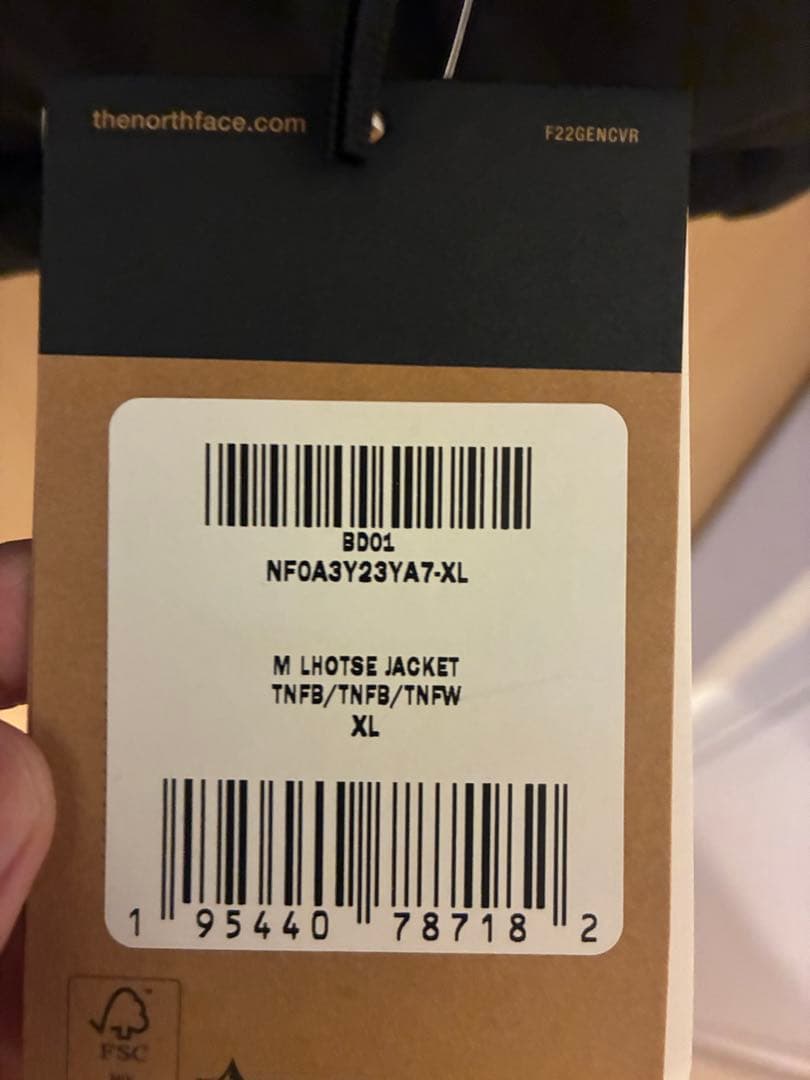 thenorthface.com
F22GENCVR
BD01
NF0A3Y23YA7-XL
M LHOTSE JACKET
TNFB/TNFB/TNFW
XL
1 95440 78718 2
FSC